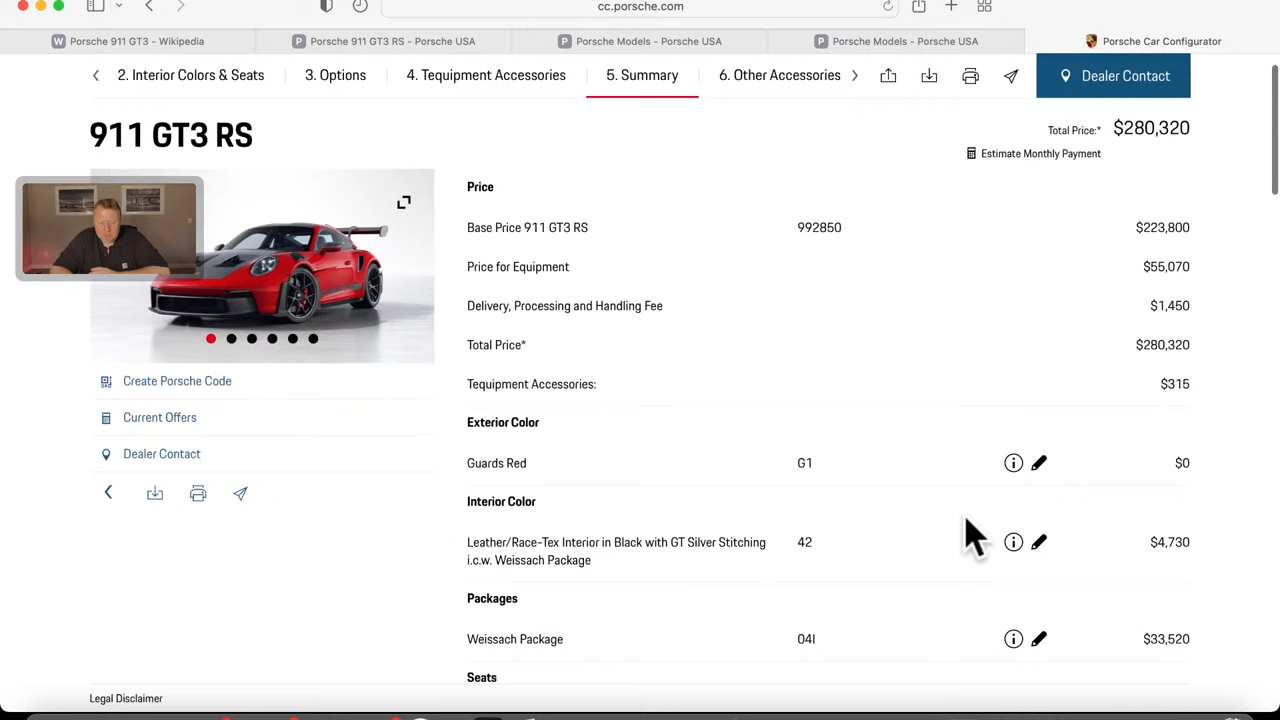 cc.porsche.com
Porsche 911 GT3 - Wikipedia
Porsche 911 GT3 RS - Porsche USA
Porsche Models - Porsche USA
Porsche Models - Porsche USA
Porsche Car Configurator
2. Interior Colors & Seats
3. Options
4. Tequipment Accessories
5. Summary
6. Other Accessories
Dealer Contact
911 GT3 RS
Total Price:* $280,320
Estimate Monthly Payment
Price
Base Price 911 GT3 RS 992850 $223,800
Price for Equipment $55,070
Delivery, Processing and Handling Fee $1,450
Total Price* $280,320
Tequipment Accessories: $315
Create Porsche Code
Current Offers
Dealer Contact
Exterior Color
Guards Red G1 $0
Interior Color
Leather/Race-Tex Interior in Black with GT Silver Stitching 42 $4,730
i.c.w. Weissach Package
Packages
Weissach Package 04I $33,520
Seats
Legal Disclaimer